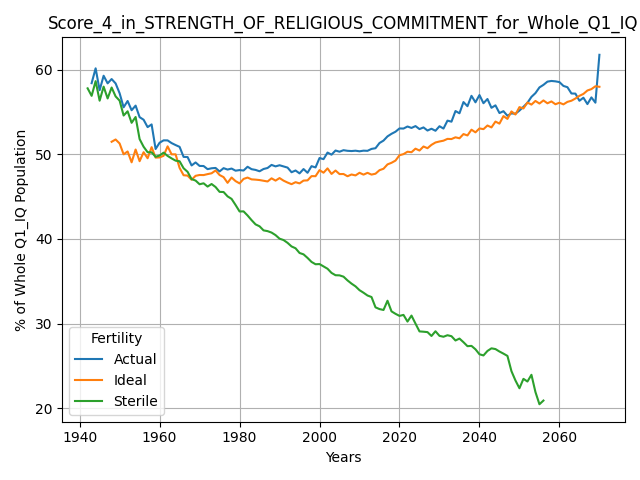 Score_4_in_STRENGTH_OF_RELIGIOUS_COMMITMENT_for_Whole_Q1_IQ
% of Whole Q1_IQ Population
60
50
40
30
20
Fertility
Actual
Ideal
Sterile
1940 1960 1980 2000 2020 2040 2060
Years